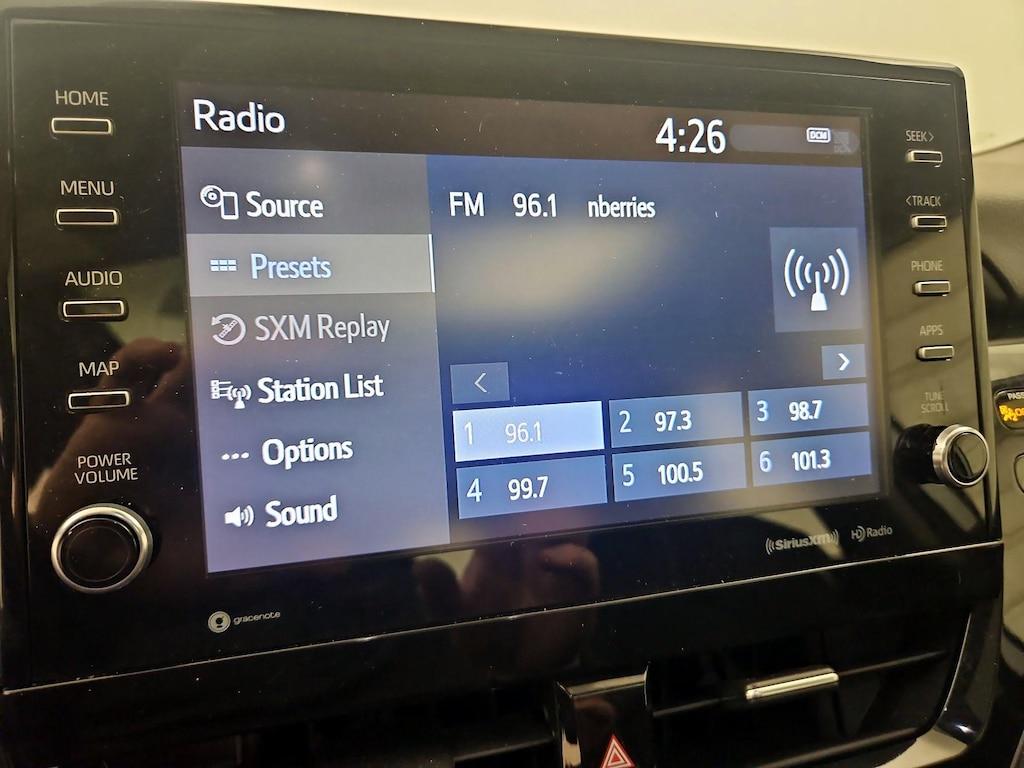 HOME
MENU
AUDIO
MAP
POWER
VOLUME
Radio
4:26
DCM
Source
Presets
SXM Replay
Station List
Options
Sound
FM 96.1 nberries
<
>
1 96.1
2 97.3
3 98.7
4 99.7
5 100.5
6 101.3
SEEK>
<TRACK
PHONE
APPS
TUNE
SCROLL
SiriusXM
HD Radio
gracenote
PASS